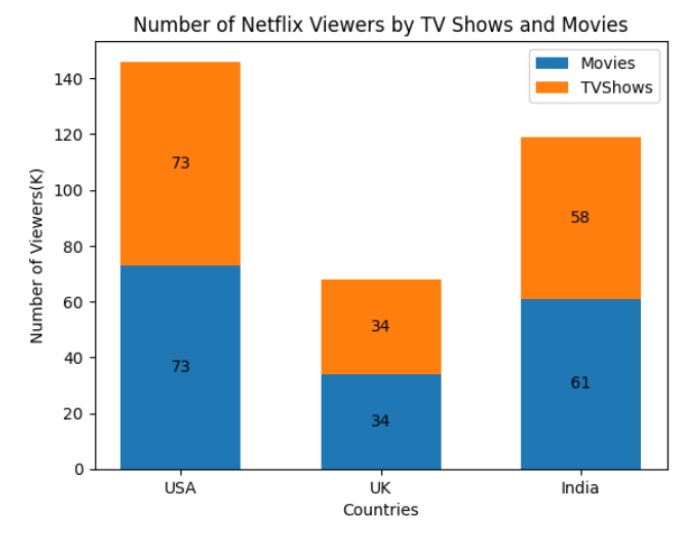 Number of Netflix Viewers by TV Shows and Movies
Movies
TVShows
Number of Viewers(K)
140
120
100
80
60
40
20
0
73
73
34
34
58
61
USA
UK
India
Countries